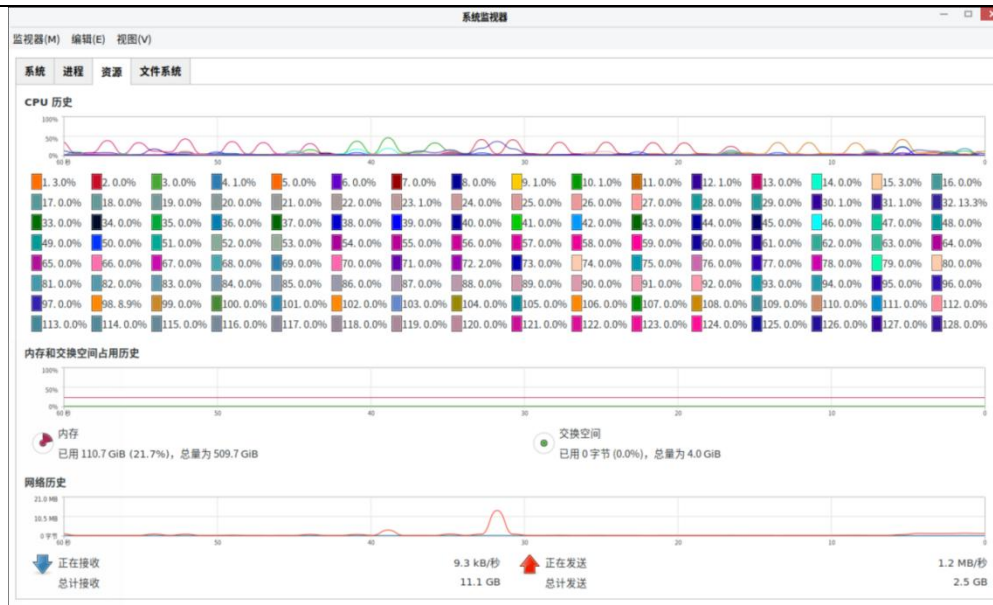 系统监视器
监视器(M) 编辑(E) 视图(V)
系统 进程 资源 文件系统
CPU 历史
100%
50%
0%
60 秒 50 40 30 20 10 0
1. 3.0% 2. 0.0% 3. 0.0% 4. 1.0% 5. 0.0% 6. 0.0% 7. 0.0% 8. 0.0% 9. 1.0% 10. 1.0% 11. 0.0% 12. 1.0% 13. 0.0% 14. 0.0% 15. 3.0% 16. 0.0%
17. 0.0% 18. 0.0% 19. 0.0% 20. 0.0% 21. 0.0% 22. 0.0% 23. 1.0% 24. 0.0% 25. 0.0% 26. 0.0% 27. 0.0% 28. 0.0% 29. 0.0% 30. 1.0% 31. 1.0% 32. 13.3%
33. 0.0% 34. 0.0% 35. 0.0% 36. 0.0% 37. 0.0% 38. 0.0% 39. 0.0% 40. 0.0% 41. 0.0% 42. 0.0% 43. 0.0% 44. 0.0% 45. 0.0% 46. 0.0% 47. 0.0% 48. 0.0%
49. 0.0% 50. 0.0% 51. 0.0% 52. 0.0% 53. 0.0% 54. 0.0% 55. 0.0% 56. 0.0% 57. 0.0% 58. 0.0% 59. 0.0% 60. 0.0% 61. 0.0% 62. 0.0% 63. 0.0% 64. 0.0%
65. 0.0% 66. 0.0% 67. 0.0% 68. 0.0% 69. 0.0% 70. 0.0% 71. 0.0% 72. 2.0% 73. 0.0% 74. 0.0% 75. 0.0% 76. 0.0% 77. 0.0% 78. 0.0% 79. 0.0% 80. 0.0%
81. 0.0% 82. 0.0% 83. 0.0% 84. 0.0% 85. 0.0% 86. 0.0% 87. 0.0% 88. 0.0% 89. 0.0% 90. 0.0% 91. 0.0% 92. 0.0% 93. 0.0% 94. 0.0% 95. 0.0% 96. 0.0%
97. 0.0% 98. 8.9% 99. 0.0% 100. 0.0% 101. 0.0% 102. 0.0% 103. 0.0% 104. 0.0% 105. 0.0% 106. 0.0% 107. 0.0% 108. 0.0% 109. 0.0% 110. 0.0% 111. 0.0% 112. 0.0%
113. 0.0% 114. 0.0% 115. 0.0% 116. 0.0% 117. 0.0% 118. 0.0% 119. 0.0% 120. 0.0% 121. 0.0% 122. 0.0% 123. 0.0% 124. 0.0% 125. 0.0% 126. 0.0% 127. 0.0% 128. 0.0%
内存和交换空间占用历史
100%
50%
0%
60 秒 50 40 30 20 10 0
内存 交换空间
已用 110.7 GiB (21.7%)，总量为 509.7 GiB 已用 0 字节 (0.0%)，总量为 4.0 GiB
网络历史
21.0 MB
10.5 MB
0 字节
60 秒 50 40 30 20 10 0
正在接收 9.3 kB/秒 正在发送 1.2 MB/秒
总计接收 11.1 GB 总计发送 2.5 GB